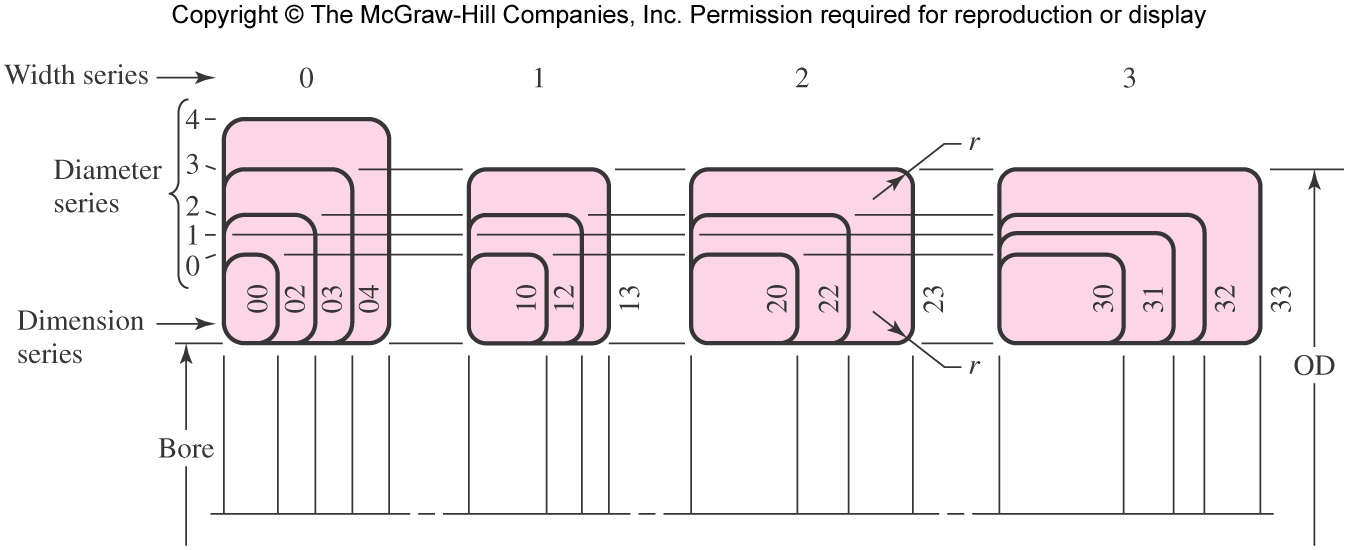 Copyright © The McGraw-Hill Companies, Inc. Permission required for reproduction or display
Width series
0
1
2
3
Diameter
series
4
3
2
1
0
r
Dimension
series
00
02
03
04
10
12
13
20
22
23
30
31
32
33
r
OD
Bore